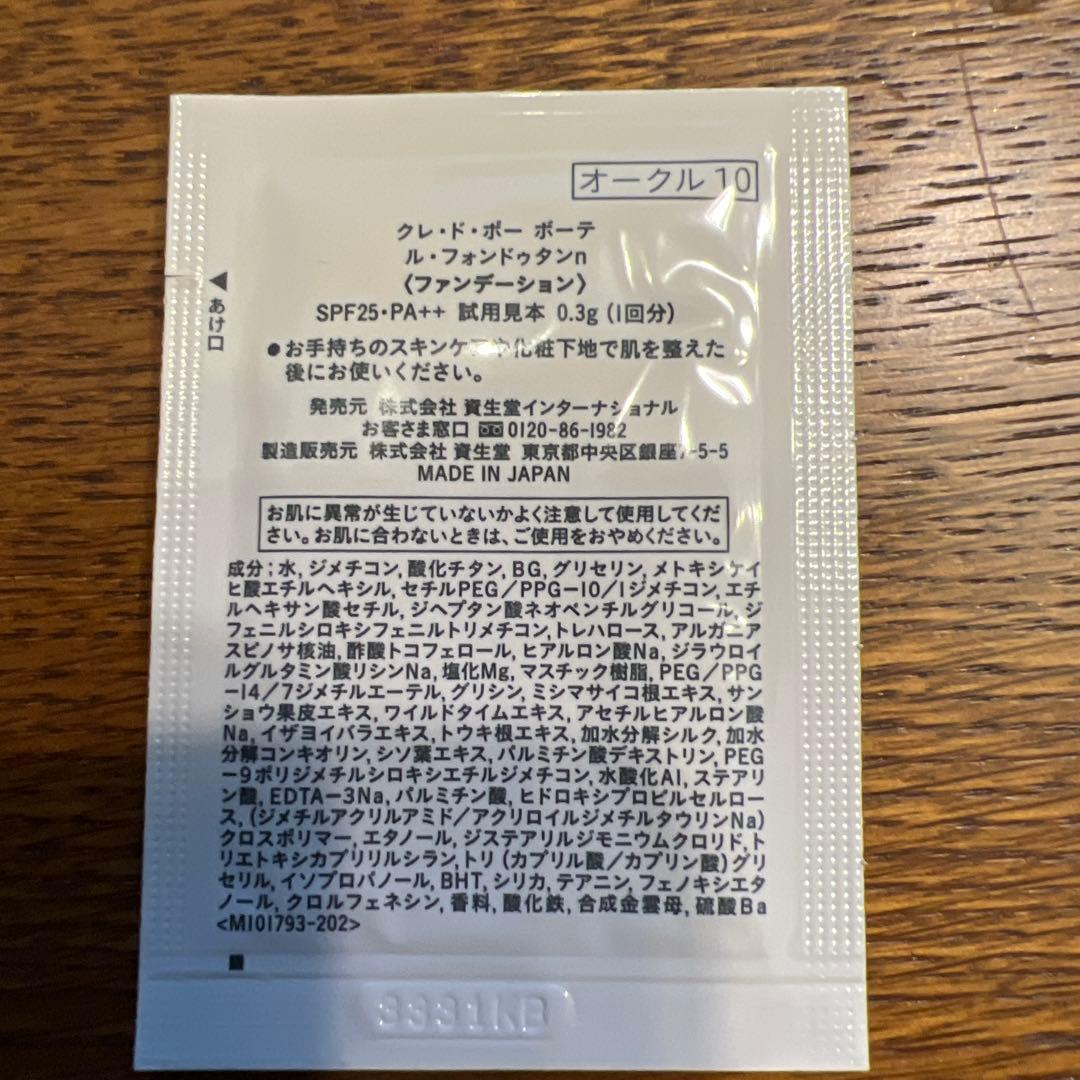 オークル10
クレ・ド・ポー ボーテ
ル・フォンドゥタンn
〈ファンデーション〉
SPF25・PA++ 試用見本 0.3g (1回分)
◀あけ口
●お手持ちのスキンケアや化粧下地で肌を整えた
後にお使いください。
発売元 株式会社 資生堂インターナショナル
お客さま窓口 0120-86-1982
製造販売元 株式会社 資生堂 東京都中央区銀座7-5-5
MADE IN JAPAN
お肌に異常が生じていないかよく注意して使用してくだ
さい。お肌に合わないときは、ご使用をおやめください。
成分：水, ジメチコン, 酸化チタン, BG, グリセリン, メトキシケイ
ヒ酸エチルヘキシル, セチルPEG／PPG-10／1ジメチコン, エチ
ルヘキサン酸セチル, ジヘプタン酸ネオペンチルグリコール, ジ
フェニルシロキシフェニルトリメチコン, トレハロース, アルガニア
スピノサ核油, 酢酸トコフェロール, ヒアルロン酸Na, ジラウロイ
ルグルタミン酸リシンNa, 塩化Mg, マスチック樹脂, PEG／PPG
-14／7ジメチルエーテル, グリシン, ミシマサイコ根エキス, サン
ショウ果皮エキス, ワイルドタイムエキス, アセチルヒアルロン酸
Na, イザヨイバラエキス, トウキ根エキス, 加水分解シルク, 加水
分解コンキオリン, シソ葉エキス, パルミチン酸デキストリン, PEG
-9ポリジメチルシロキシエチルジメチコン, 水酸化Al, ステアリ
ン酸, EDTA-3Na, パルミチン酸, ヒドロキシプロピルセルロー
ス, (ジメチルアクリルアミド／アクリロイルジメチルタウリンNa)
クロスポリマー, エタノール, ジステアリルジモニウムクロリド, ト
リエトキシカプリリルシラン, トリ (カプリル酸／カプリン酸) グリ
セリル, イソプロパノール, BHT, シリカ, テアニン, フェノキシエタ
ノール, クロルフェネシン, 香料, 酸化鉄, 合成金雲母, 硫酸Ba
<M101793-202>